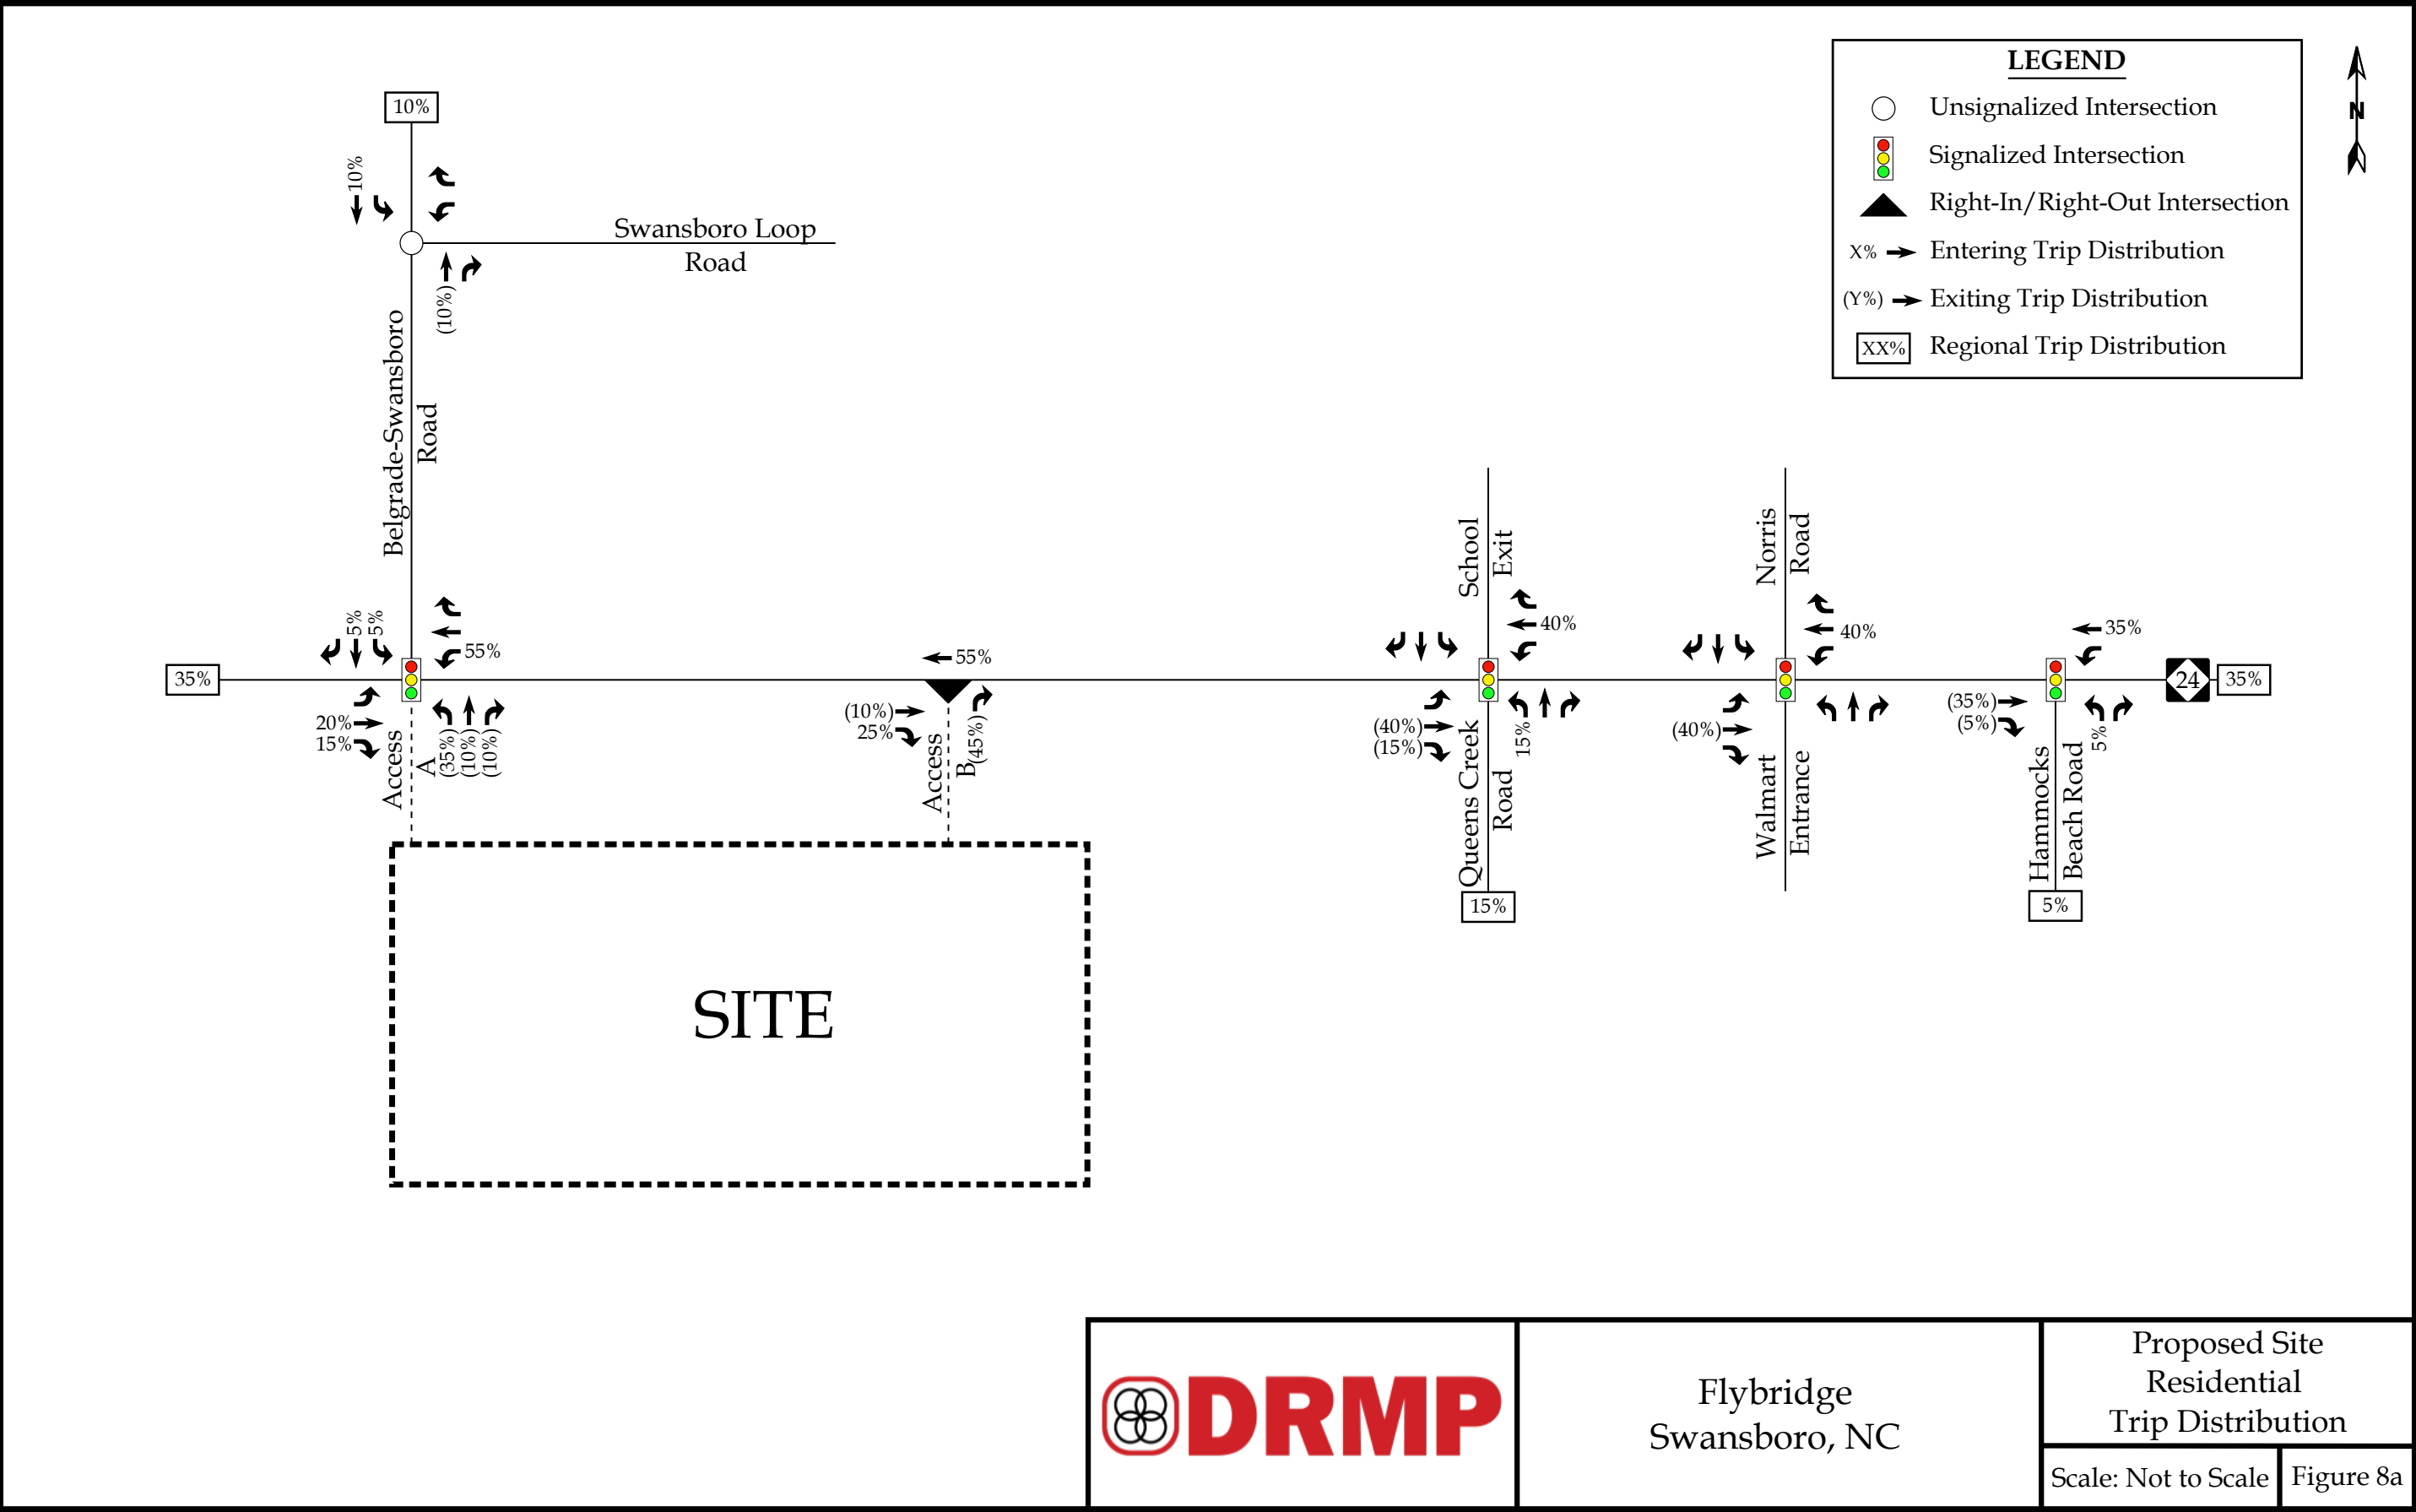 LEGEND
Unsignalized Intersection
Signalized Intersection
Right-In/Right-Out Intersection
X% Entering Trip Distribution
(Y%) Exiting Trip Distribution
XX% Regional Trip Distribution
N
10%
10%
Swansboro Loop
Road
(10%)
Belgrade-Swansboro
Road
35%
5%
5%
55%
20%
15%
Access
A
(35%)
(10%)
(10%)
55%
(10%)
25%
Access
B
(45%)
School
Exit
40%
(40%)
(15%)
15%
Queens Creek
Road
15%
Norris
Road
40%
(40%)
Walmart
Entrance
35%
(35%)
(5%)
5%
Hammocks
Beach Road
5%
24
35%
SITE
DRMP
Flybridge
Swansboro, NC
Proposed Site
Residential
Trip Distribution
Scale: Not to Scale
Figure 8a